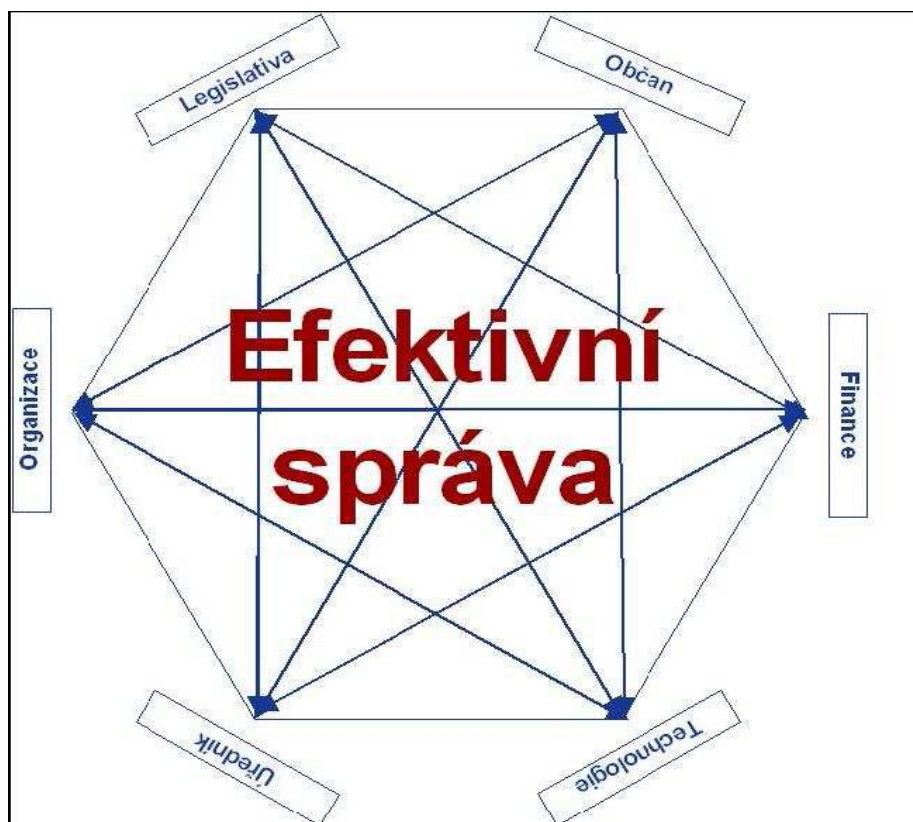 Legislativa
Občan
Organizace
Efektivní
správa
Finance
Úředník
Technologie